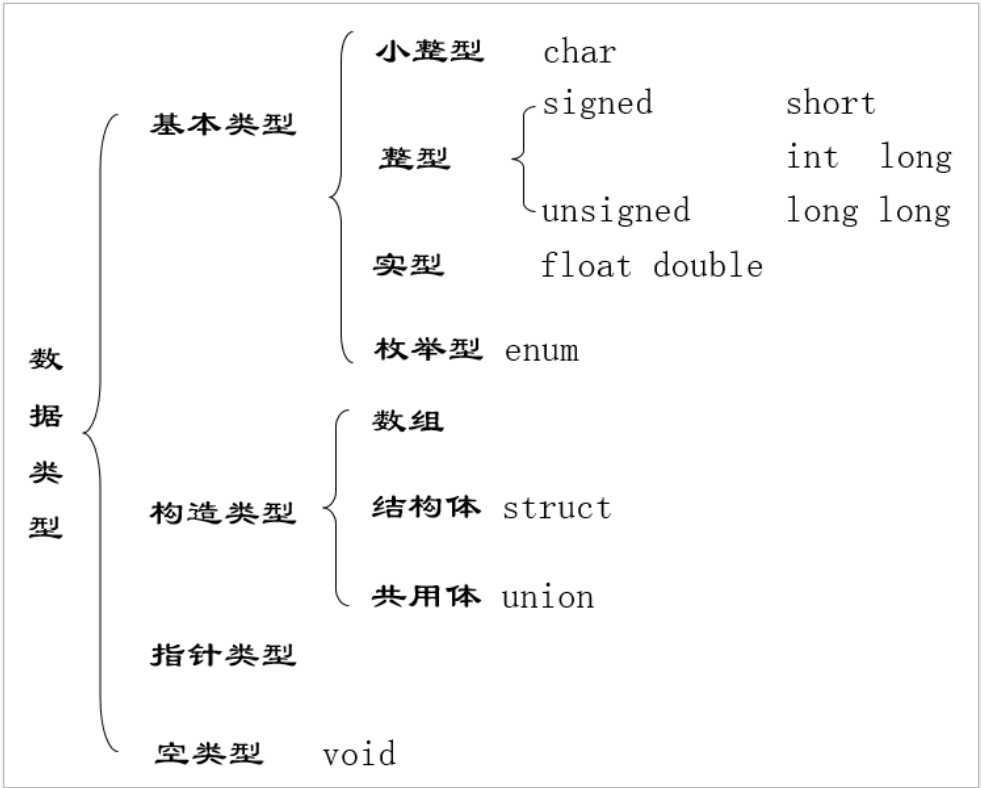 数据类型
基本类型
小整型 char
整型
signed short
int long
unsigned long long
实型 float double
枚举型 enum
构造类型
数组
结构体 struct
共用体 union
指针类型
空类型 void